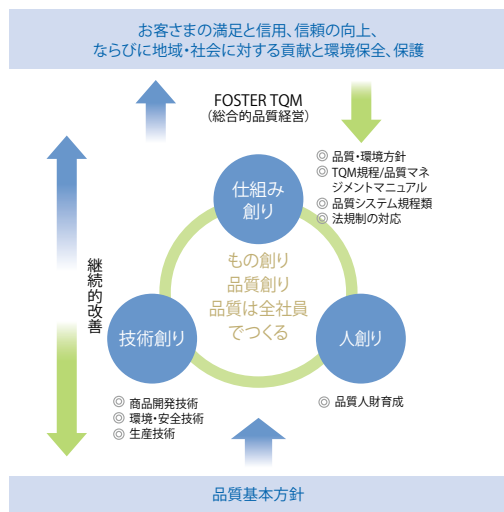 お客さまの満足と信用、信頼の向上、
ならびに地域・社会に対する貢献と環境保全、保護
FOSTER TQM
（総合的品質経営）
◎ 品質・環境方針
◎ TQM規程/品質マネ
ジメントマニュアル
◎ 品質システム規程類
◎ 法規制の対応
仕組み
創り
継続的改善
もの創り
品質創り
品質は全社員
でつくる
技術創り
人創り
◎ 商品開発技術
◎ 環境・安全技術
◎ 生産技術
◎ 品質人財育成
品質基本方針